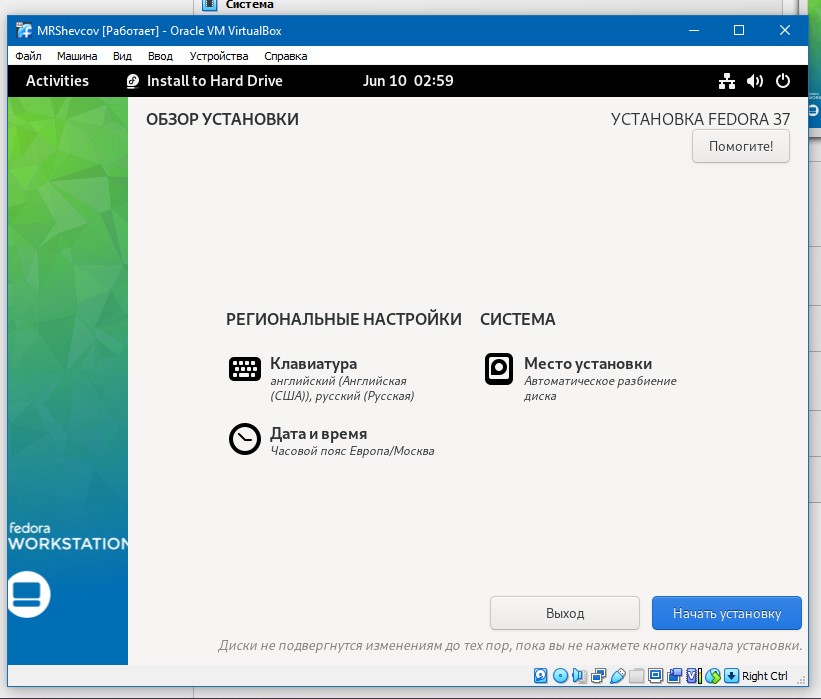 Система
MRShevcov [Работает] - Oracle VM VirtualBox
Файл Машина Вид Ввод Устройства Справка
Activities Install to Hard Drive Jun 10 02:59
ОБЗОР УСТАНОВКИ
УСТАНОВКА FEDORA 37
Помогите!
РЕГИОНАЛЬНЫЕ НАСТРОЙКИ
Клавиатура
английский (Английская
(США)), русский (Русская)
Дата и время
Часовой пояс Европа/Москва
СИСТЕМА
Место установки
Автоматическое разбиение
диска
fedora
WORKSTATION
Выход
Начать установку
Диски не подвергнутся изменениям до тех пор, пока вы не нажмете кнопку начала установки.
Right Ctrl